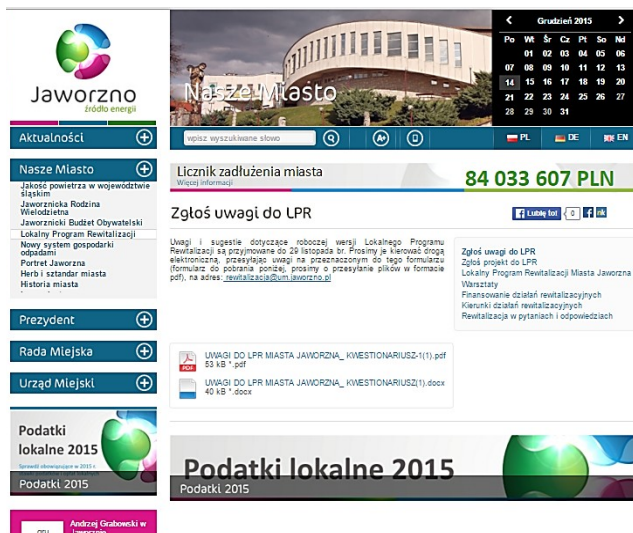 Jaworzno
źródło energii
Nasze Miasto
Grudzień 2015
Po Wt Śr Cz Pt So Nd
01 02 03 04 05 06
07 08 09 10 11 12 13
14 15 16 17 18 19 20
21 22 23 24 25 26 27
28 29 30 31
wpisz wyszukiwane słowo
A+
PL
DE
EN
Aktualności
Nasze Miasto
Jakość powietrza w województwie
śląskim
Jaworznicka Rodzina
Wielodzietna
Jaworznicki Budżet Obywatelski
Lokalny Program Rewitalizacji
Nowy system gospodarki
odpadami
Portret Jaworzna
Herb i sztandar miasta
Historia miasta
Prezydent
Rada Miejska
Urząd Miejski
Podatki
lokalne 2015
Podatki 2015
Andrzej Grabowski w
Jaworznie
Licznik zadłużenia miasta
Więcej informacji
84 033 607 PLN
Zgłoś uwagi do LPR
Lubię to!
0
nk
Uwagi i sugestie dotyczące roboczej wersji Lokalnego Programu
Rewitalizacji są przyjmowane do 29 listopada br. Prosimy je kierować drogą
elektroniczną, przesyłając uwagi na przeznaczonym do tego formularzu
(formularz do pobrania poniżej, prosimy o przesyłanie plików w formacie
pdf), na adres: rewitalizacja@um.jaworzno.pl
Zgłoś uwagi do LPR
Zgłoś projekt do LPR
Lokalny Program Rewitalizacji Miasta Jaworzna
Warsztaty
Finansowanie działań rewitalizacyjnych
Kierunki działań rewitalizacyjnych
Rewitalizacja w pytaniach i odpowiedziach
PDF
UWAGI DO LPR MIASTA JAWORZNA_ KWESTIONARIUSZ-1(1).pdf
53 kB *.pdf
UWAGI DO LPR MIASTA JAWORZNA_ KWESTIONARIUSZ(1).docx
40 kB *.docx
Podatki lokalne 2015
Podatki 2015